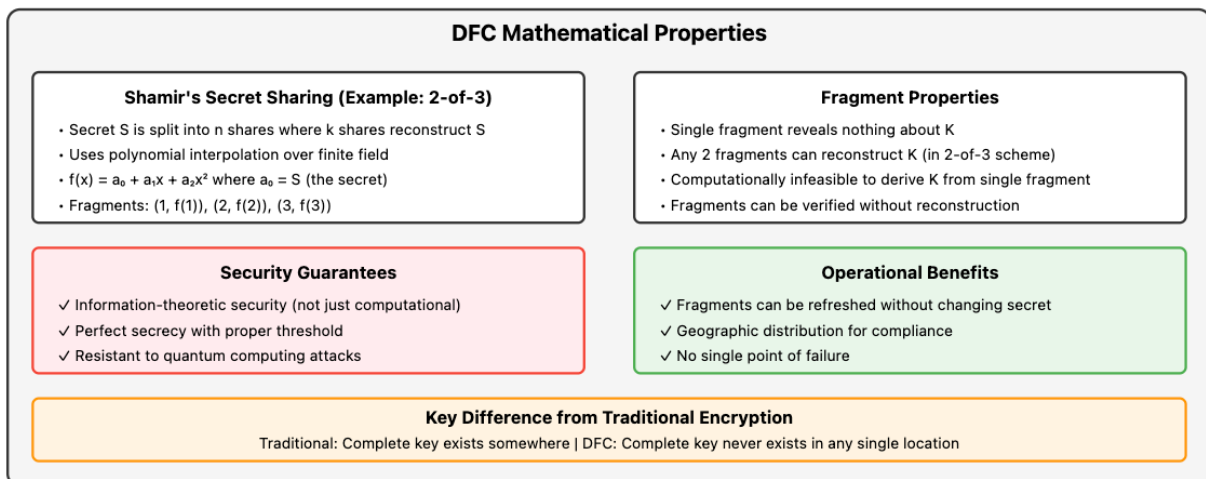 DFC Mathematical Properties
Shamir's Secret Sharing (Example: 2-of-3)
• Secret S is split into n shares where k shares reconstruct S
• Uses polynomial interpolation over finite field
• f(x) = a₀ + a₁x + a₂x² where a₀ = S (the secret)
• Fragments: (1, f(1)), (2, f(2)), (3, f(3))
Fragment Properties
• Single fragment reveals nothing about K
• Any 2 fragments can reconstruct K (in 2-of-3 scheme)
• Computationally infeasible to derive K from single fragment
• Fragments can be verified without reconstruction
Security Guarantees
✓ Information-theoretic security (not just computational)
✓ Perfect secrecy with proper threshold
✓ Resistant to quantum computing attacks
Operational Benefits
✓ Fragments can be refreshed without changing secret
✓ Geographic distribution for compliance
✓ No single point of failure
Key Difference from Traditional Encryption
Traditional: Complete key exists somewhere | DFC: Complete key never exists in any single location